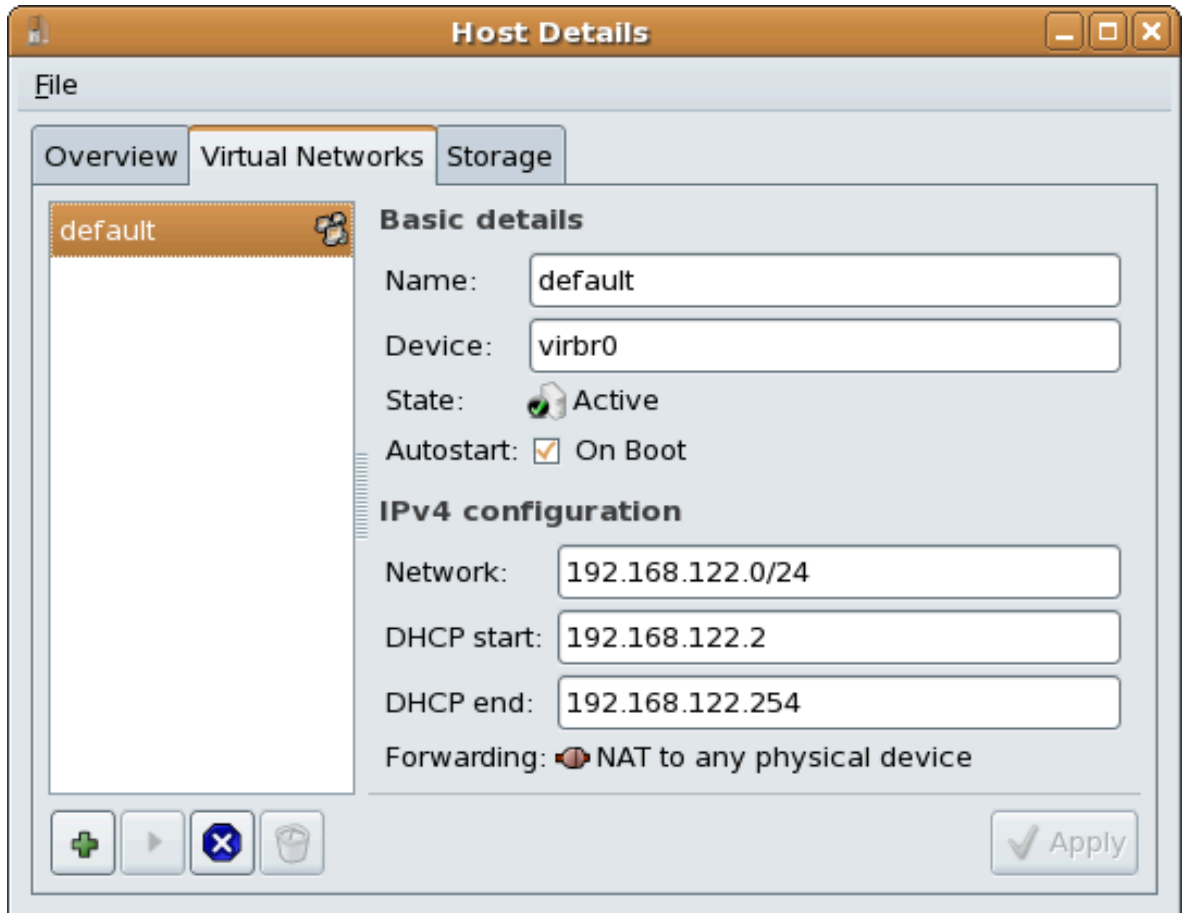 Host Details
File
Overview Virtual Networks Storage
default
Basic details
Name: default
Device: virbr0
State: Active
Autostart: On Boot
IPv4 configuration
Network: 192.168.122.0/24
DHCP start: 192.168.122.2
DHCP end: 192.168.122.254
Forwarding: NAT to any physical device
Apply